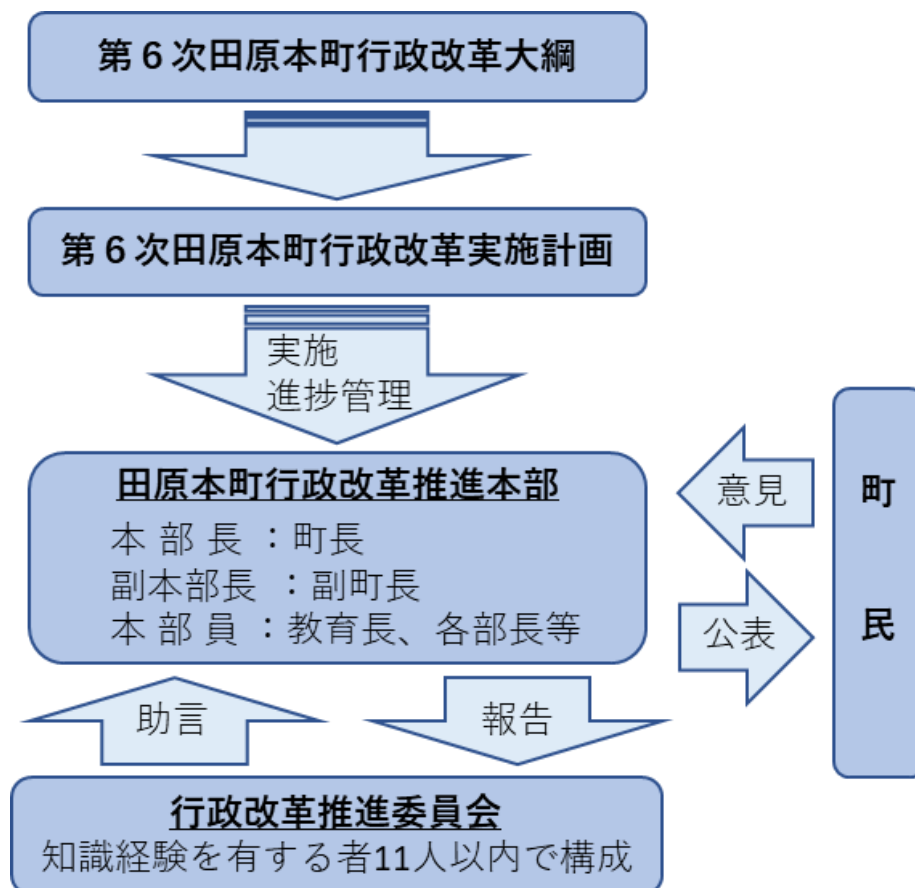 第６次田原本町行政改革大綱
第６次田原本町行政改革実施計画
実施
進捗管理
田原本町行政改革推進本部
本 部 長 ：町長
副本部長 ：副町長
本 部 員 ：教育長、各部長等
意見
公表
町
民
助言
報告
行政改革推進委員会
知識経験を有する者11人以内で構成